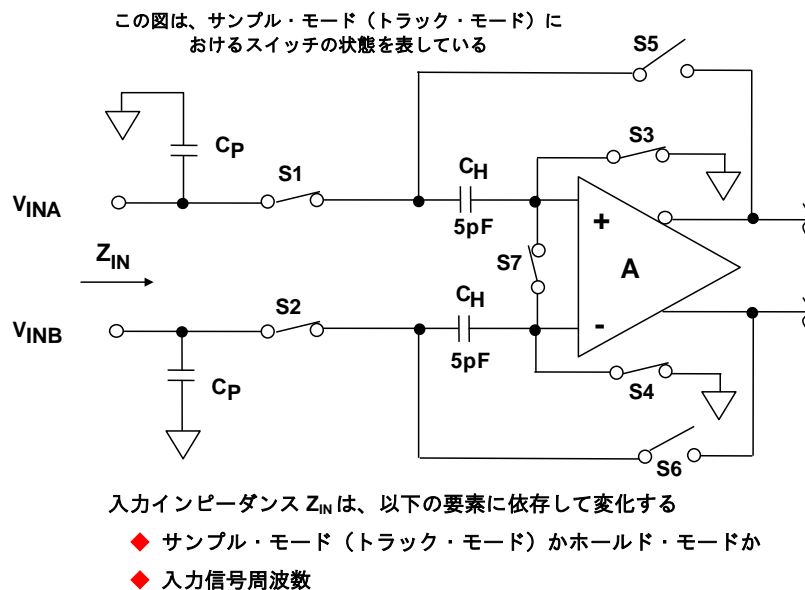 この図は、サンプル・モード（トラック・モード）に
おけるスイッチの状態を表している
S5
CP
S1
S3
CH
VINA
5pF
+
ZIN
S7
A
CH
VINB
S2
-
5pF
CP
S4
S6
入力インピーダンス ZIN は、以下の要素に依存して変化する
◆ サンプル・モード（トラック・モード）かホールド・モードか
◆ 入力信号周波数